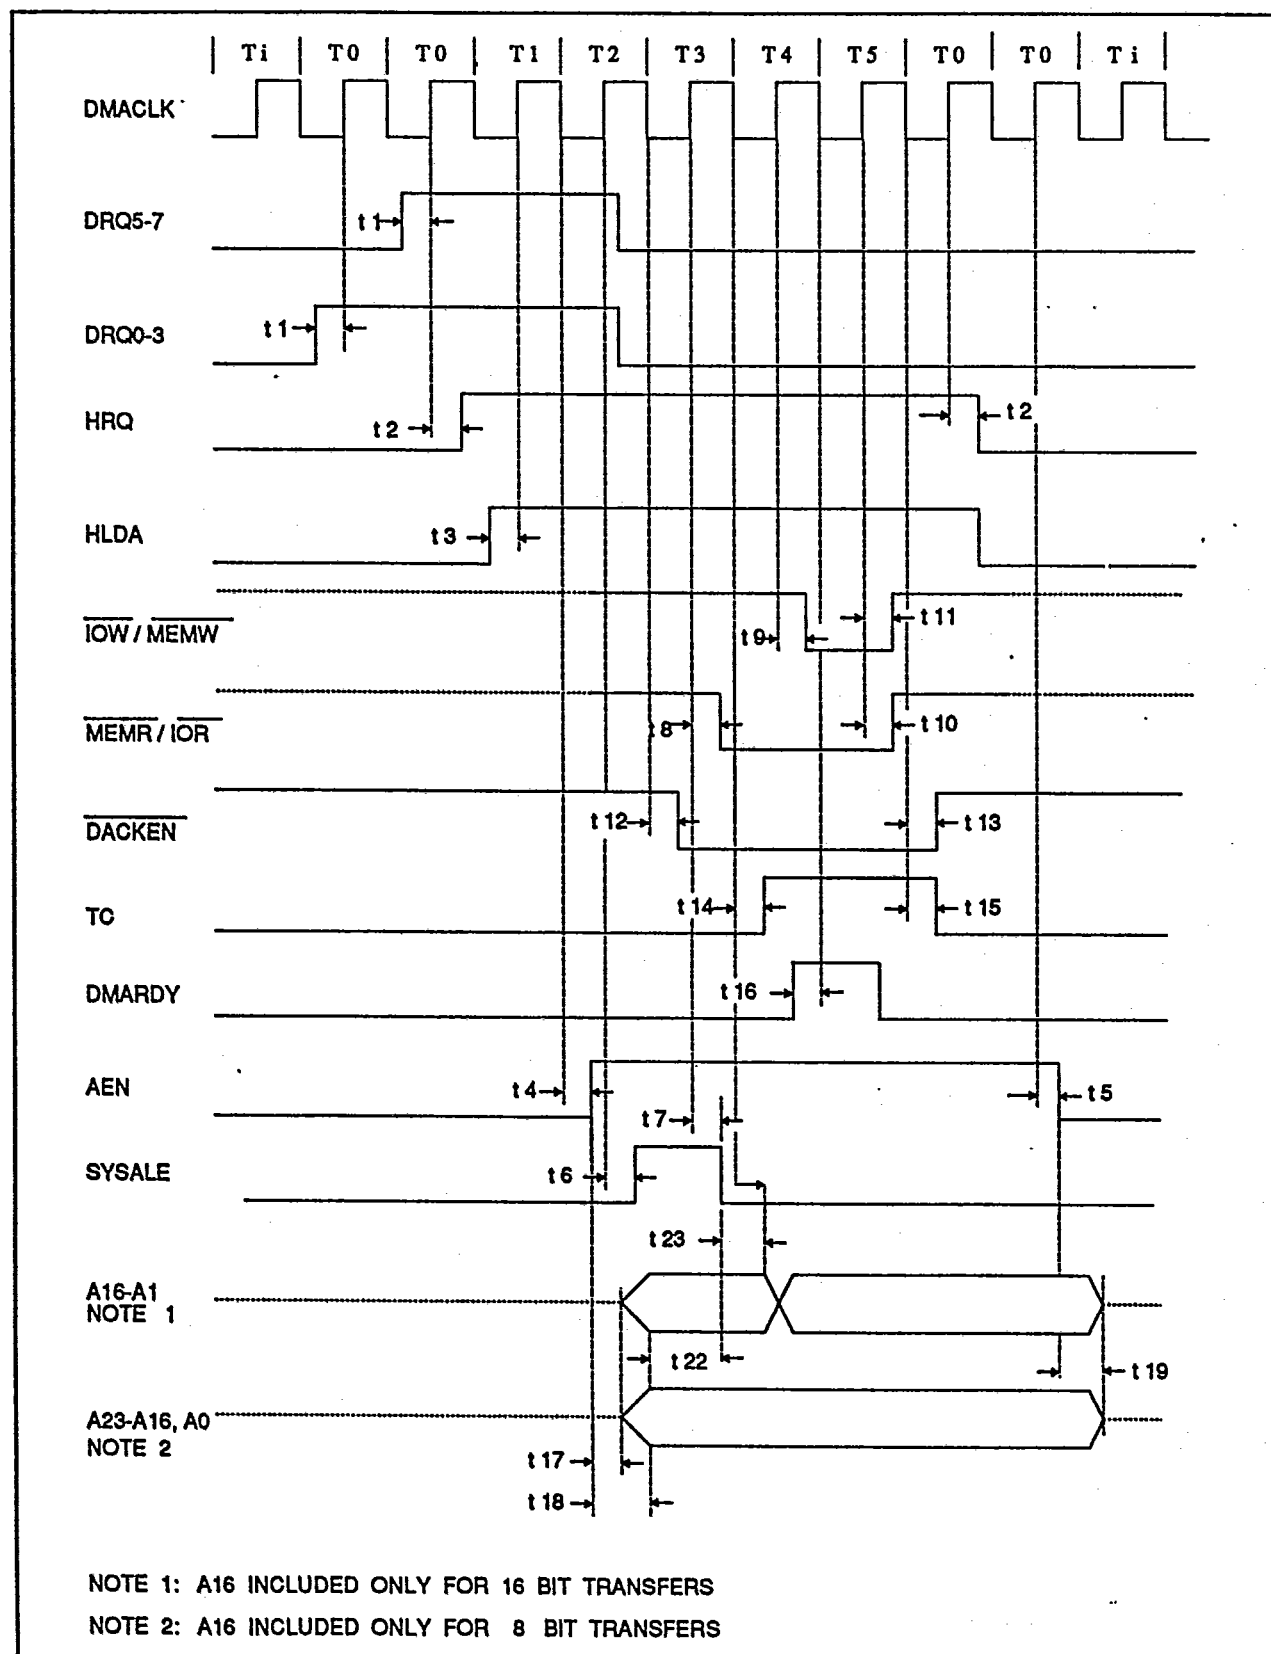 Ti T0 T0 T1 T2 T3 T4 T5 T0 T0 Ti
DMACLK
DRQ5-7
t1
DRQ0-3
t1
HRQ
t2 t2
HLDA
t3
IOW / MEMW
t9 t11
MEMR / IOR
t8 t10
DACKEN
t12 t13
TC
t14 t15
DMARDY
t16
AEN
t4 t5
t7
SYSALE
t6
t23
A16-A1
NOTE 1
t22 t19
A23-A16, A0
NOTE 2
t17
t18
NOTE 1: A16 INCLUDED ONLY FOR 16 BIT TRANSFERS
NOTE 2: A16 INCLUDED ONLY FOR 8 BIT TRANSFERS